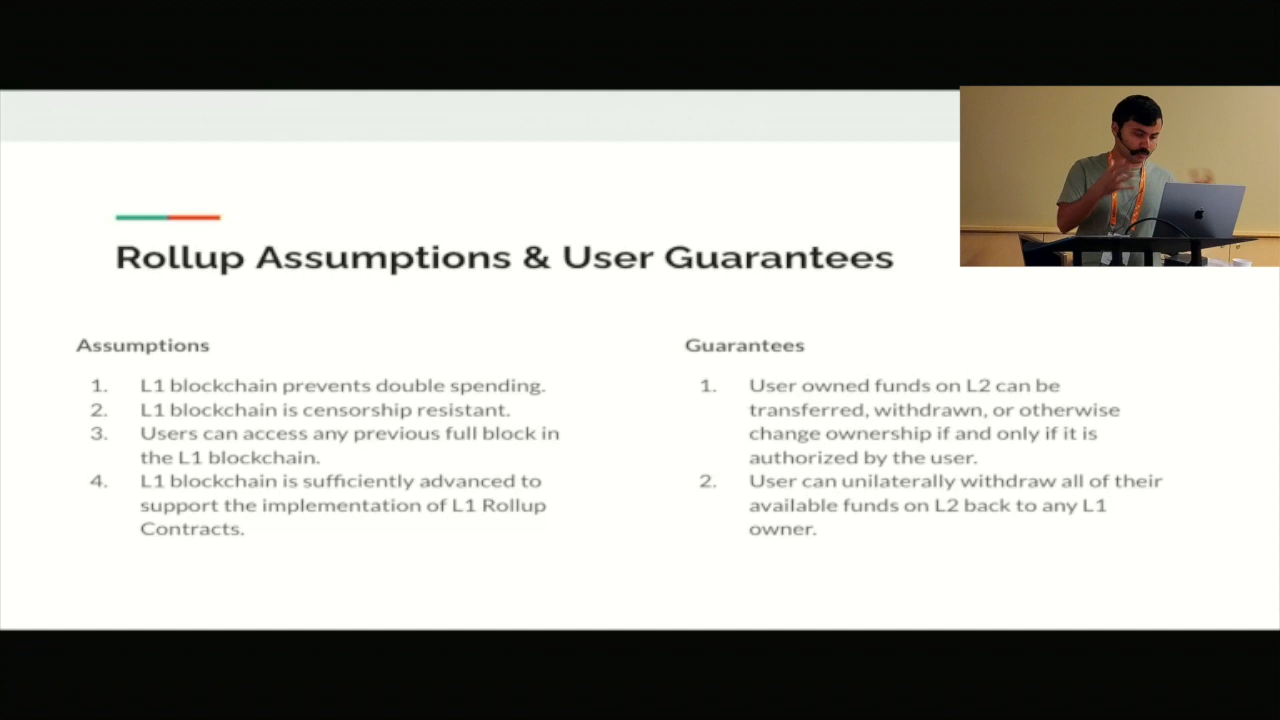 Rollup Assumptions & User Guarantees
Assumptions
1. L1 blockchain prevents double spending.
2. L1 blockchain is censorship resistant.
3. Users can access any previous full block in
the L1 blockchain.
4. L1 blockchain is sufficiently advanced to
support the implementation of L1 Rollup
Contracts.
Guarantees
1. User owned funds on L2 can be
transferred, withdrawn, or otherwise
change ownership if and only if it is
authorized by the user.
2. User can unilaterally withdraw all of their
available funds on L2 back to any L1
owner.